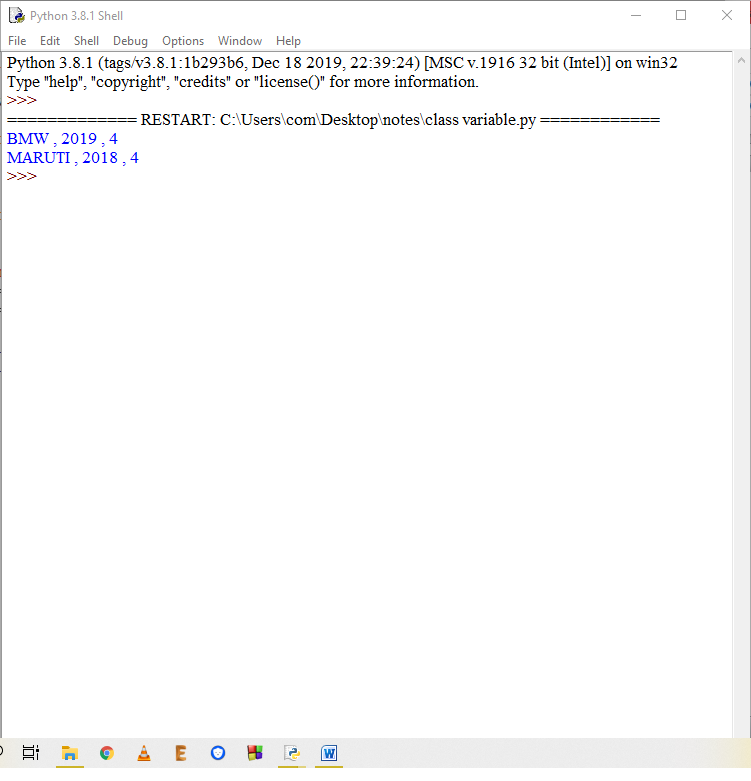 Python 3.8.1 Shell
File Edit Shell Debug Options Window Help
Python 3.8.1 (tags/v3.8.1:1b293b6, Dec 18 2019, 22:39:24) [MSC v.1916 32 bit (Intel)] on win32
Type "help", "copyright", "credits" or "license()" for more information.
>>>
============= RESTART: C:\Users\com\Desktop\notes\class variable.py ============
BMW , 2019 , 4
MARUTI , 2018 , 4
>>>